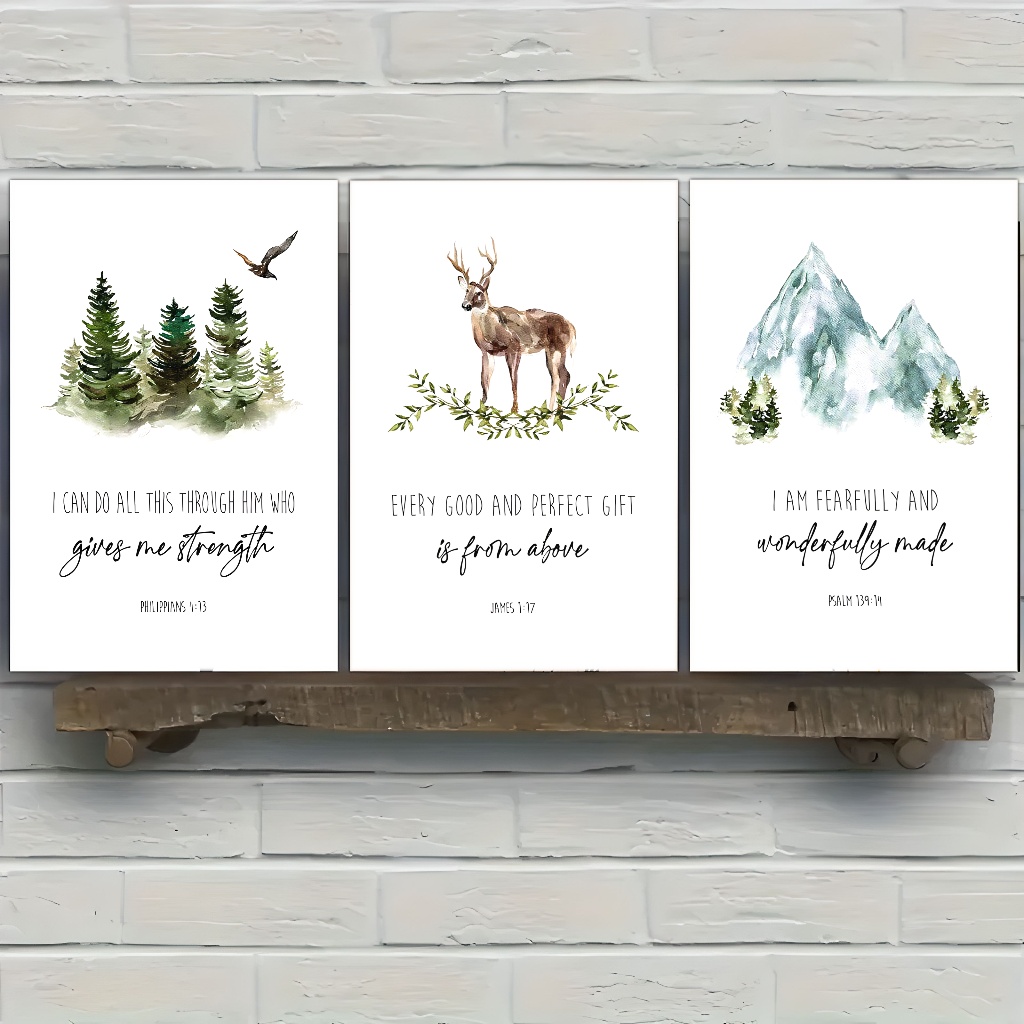 I CAN DO ALL THIS THROUGH HIM WHO
gives me strength
PHILIPPIANS 4:13
EVERY GOOD AND PERFECT GIFT
is from above
JAMES 1:17
I AM FEARFULLY AND
wonderfully made
PSALM 139:14